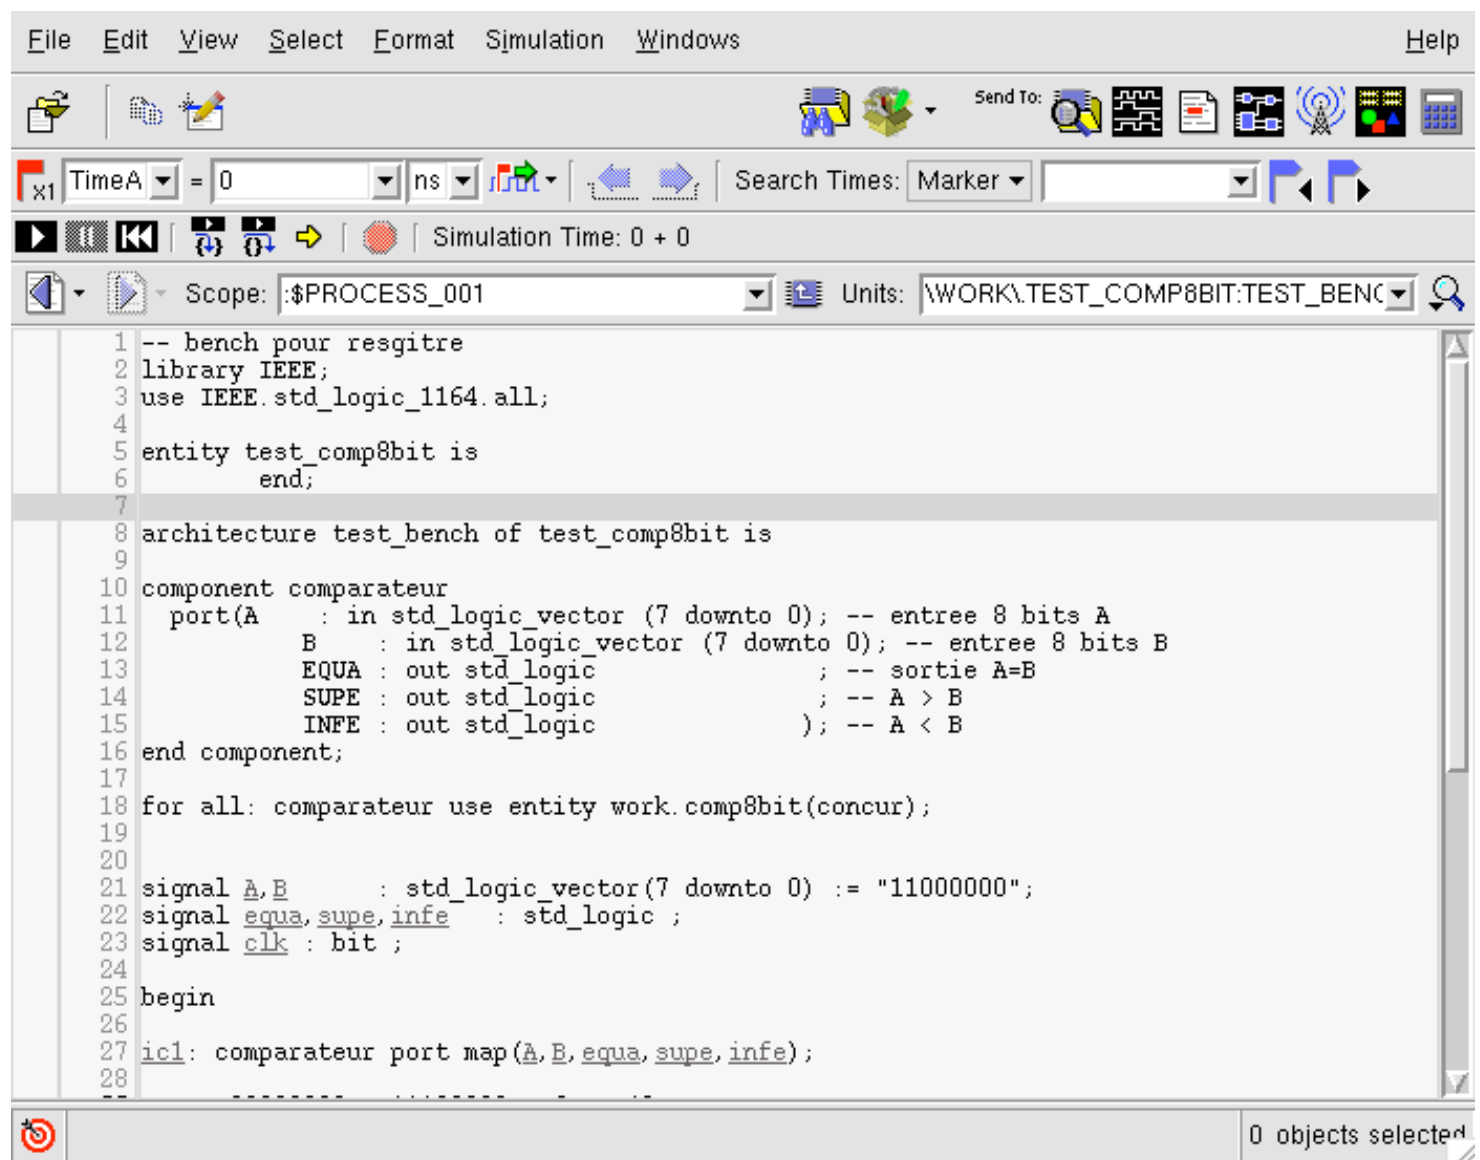 File Edit View Select Format Simulation Windows Help
Send To:
x1 TimeA = 0 ns Search Times: Marker
Simulation Time: 0 + 0
Scope: :$PROCESS_001 Units: \WORK\.TEST_COMP8BIT:TEST_BENC
1 -- bench pour resgitre
2 library IEEE;
3 use IEEE.std_logic_1164.all;
4
5 entity test_comp8bit is
6 end;
7
8 architecture test_bench of test_comp8bit is
9
10 component comparateur
11 port(A : in std_logic_vector (7 downto 0); -- entree 8 bits A
12 B : in std_logic_vector (7 downto 0); -- entree 8 bits B
13 EQUA : out std_logic ; -- sortie A=B
14 SUPE : out std_logic ; -- A > B
15 INFE : out std_logic ); -- A < B
16 end component;
17
18 for all: comparateur use entity work.comp8bit(concur);
19
20
21 signal A,B : std_logic_vector(7 downto 0) := "11000000";
22 signal equa,supe,infe : std_logic ;
23 signal clk : bit ;
24
25 begin
26
27 ic1: comparateur port map(A,B,equa,supe,infe);
28
0 objects selected